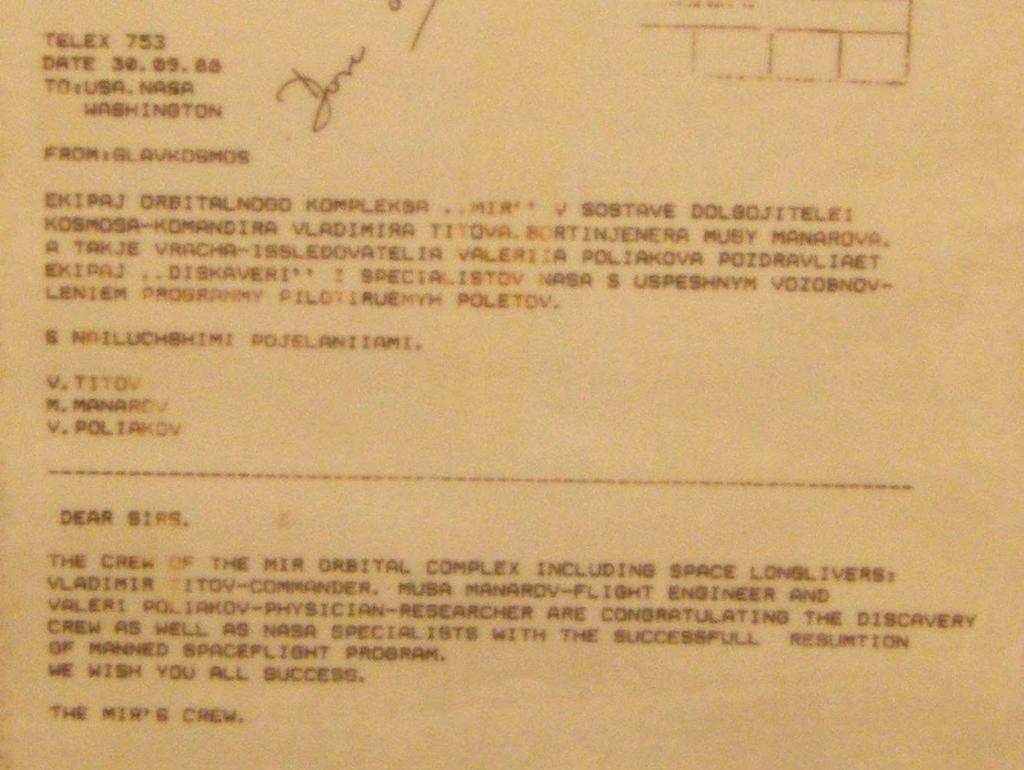 TELEX 753
DATE 30.09.88
TO:USA.NASA
WASHINGTON
FROM:GLAVKOSMOS
EKIPAJ ORBITALNOGO KOMPLEKSA ,,MIR'' V SOSTAVE DOLGOJITELEI
KOSMOSA-KOMANDIRA VLADIMIRA TITOVA,BORTINJENERA MUSY MANAROVA,
A TAKJE VRACHA-ISSLEDOVATELIA VALERIIA POLIAKOVA POZDRAVLIAET
EKIPAJ ,,DISKAVERI'' I SPECIALISTOV NASA S USPESHNYM VOZOBNOV-
LENIEM PROGRAMMY PILOTIRUEMYH POLETOV.
S NAILUCHSHIMI POJELANIIAMI,
V.TITOV
M.MANAROV
V.POLIAKOV
DEAR SIRS,
THE CREW OF THE MIR ORBITAL COMPLEX INCLUDING SPACE LONGLIVERS:
VLADIMIR TITOV-COMMANDER, MUSA MANAROV-FLIGHT ENGINEER AND
VALERI POLIAKOV-PHYSICIAN-RESEARCHER ARE CONGRATULATING THE DISCAVERY
CREW AS WELL AS NASA SPECIALISTS WITH THE SUCCESSFULL RESUMTION
OF MANNED SPACEFLIGHT PROGRAM.
WE WISH YOU ALL SUCCESS.
THE MIR'S CREW.